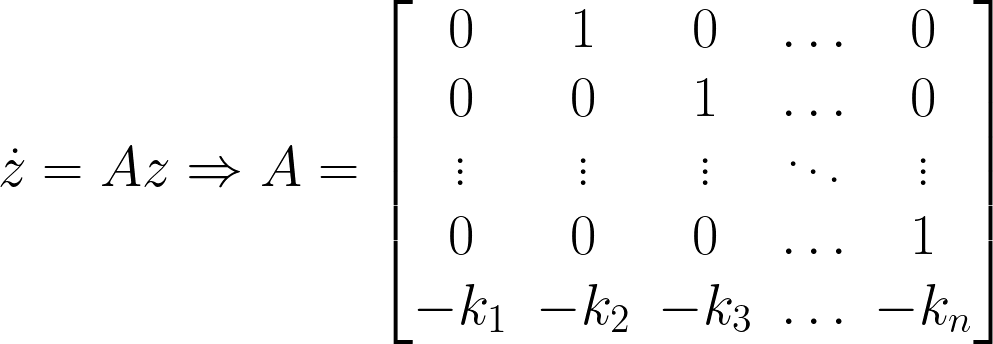 ż = Az ⇒ A = [
0 1 0 … 0
0 0 1 … 0
⋮ ⋮ ⋮ ⋱ ⋮
0 0 0 … 1
−k₁ −k₂ −k₃ … −kₙ
]